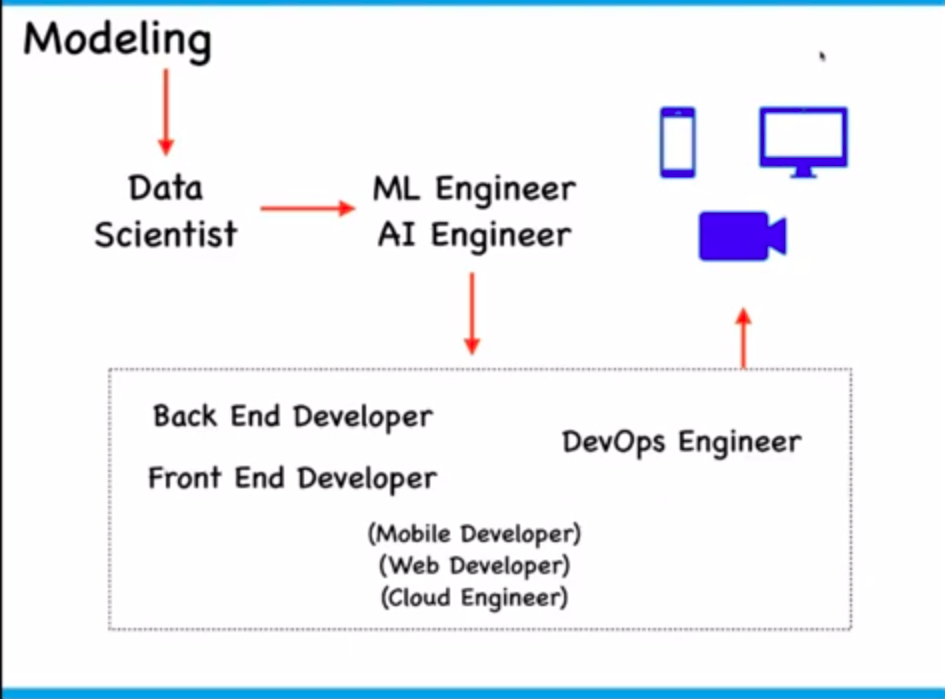 Modeling
Data
Scientist
ML Engineer
AI Engineer
Back End Developer
DevOps Engineer
Front End Developer
(Mobile Developer)
(Web Developer)
(Cloud Engineer)